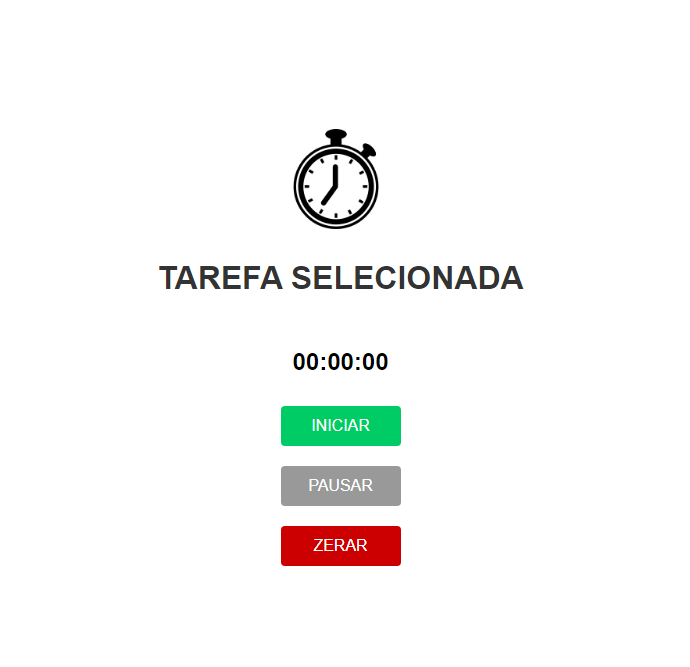 TAREFA SELECIONADA
00:00:00
INICIAR
PAUSAR
ZERAR